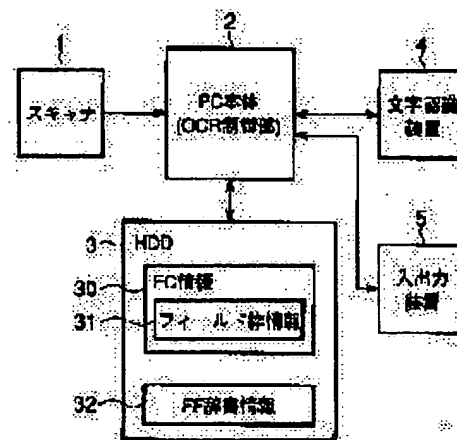 1
スキャナ
2
PC本体
(OCR制御部)
4
文字認識
装置
5
入出力
装置
3
HDD
30
FC情報
31
フィールド枠情報
32
FF辞書情報